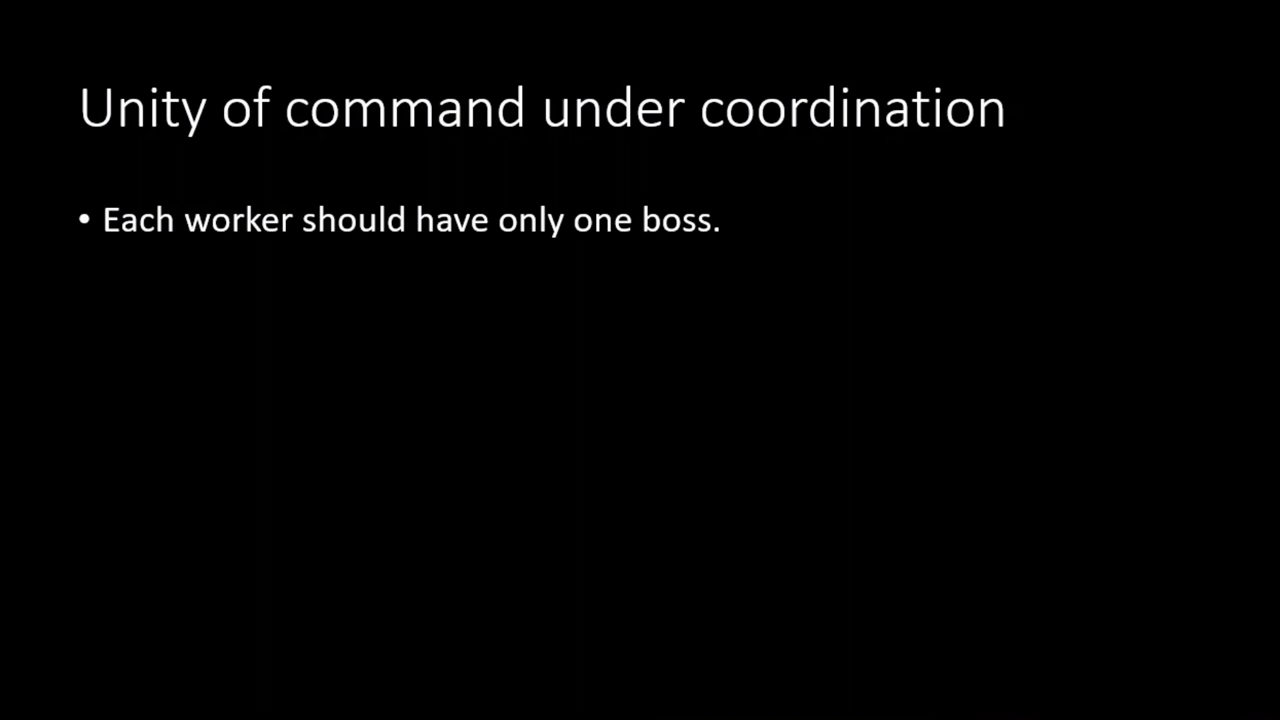 Unity of command under coordination
• Each worker should have only one boss.